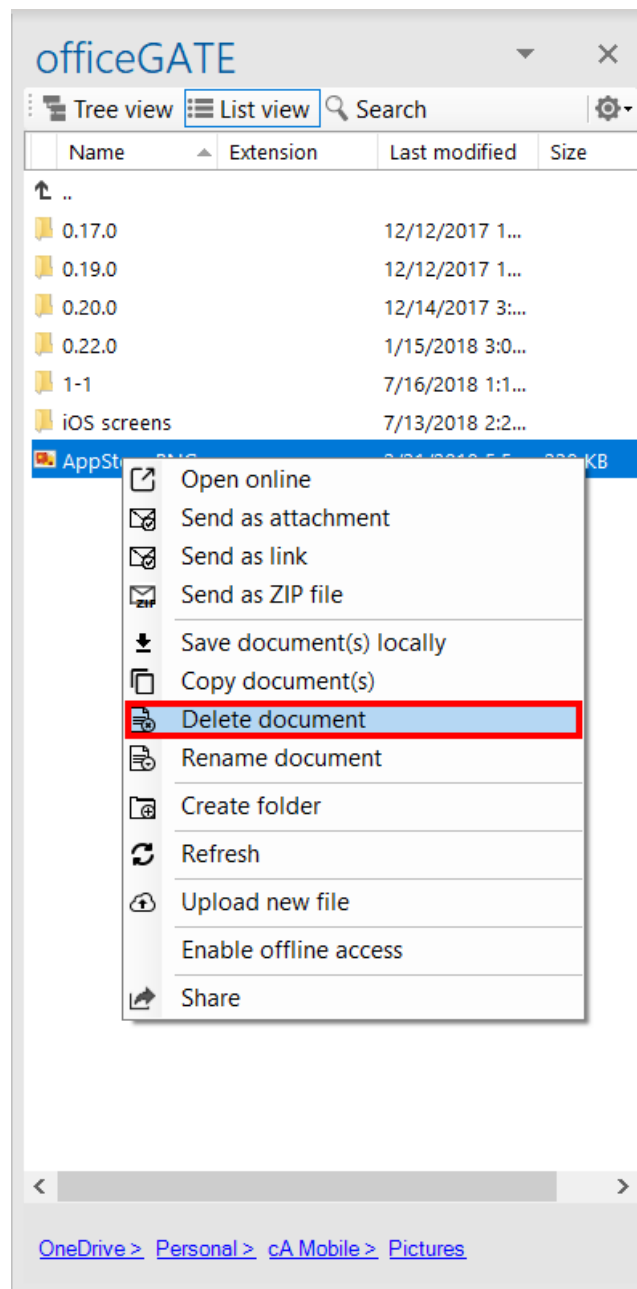 officeGATE
Tree view List view Search
Name Extension Last modified Size
..
0.17.0 12/12/2017 1...
0.19.0 12/12/2017 1...
0.20.0 12/14/2017 3:...
0.22.0 1/15/2018 3:0...
1-1 7/16/2018 1:1...
iOS screens 7/13/2018 2:2...
KB
Open online
Send as attachment
Send as link
ZIP Send as ZIP file
Save document(s) locally
Copy document(s)
Delete document
Rename document
Create folder
Refresh
Upload new file
Enable offline access
Share
OneDrive > Personal > cA Mobile > Pictures